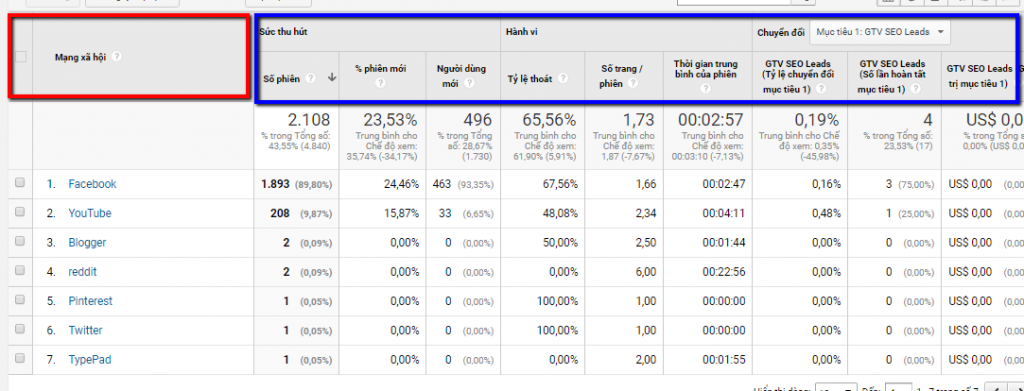 Sức thu hút Hành vi Chuyển đổi Mục tiêu 1: GTV SEO Leads
Mạng xã hội
Số phiên
% phiên mới
Người dùng
mới
Tỷ lệ thoát
Số trang /
phiên
Thời gian trung
bình của phiên
GTV SEO Leads
(Tỷ lệ chuyển đổi
mục tiêu 1)
GTV SEO Leads
(Số lần hoàn tất
mục tiêu 1)
GTV SEO Leads
trị mục tiêu 1)
2.108
% trong Tổng số:
43,55% (4.840)
23,53%
Trung bình cho
Chế độ xem:
35,74% (-34,17%)
496
% trong Tổng
số: 28,67%
(1.730)
65,56%
Trung bình cho
Chế độ xem:
61,90% (5,91%)
1,73
Trung bình cho
Chế độ xem:
1,87 (-7,67%)
00:02:57
Trung bình cho
Chế độ xem:
00:03:10 (-7,13%)
0,19%
Trung bình cho Chế
độ xem: 0,35%
(-45,98%)
4
% trong Tổng số:
23,53% (17)
US$ 0,0
% trong Tổng số:
0,00% (US$ 0
1. Facebook 1.893 (89,80%) 24,46% 463 (93,35%) 67,56% 1,66 00:02:47 0,16% 3 (75,00%) US$ 0,00 (0,00
2. YouTube 208 (9,87%) 15,87% 33 (6,65%) 48,08% 2,34 00:04:11 0,48% 1 (25,00%) US$ 0,00 (0,00
3. Blogger 2 (0,09%) 0,00% 0 (0,00%) 50,00% 2,50 00:01:44 0,00% 0 (0,00%) US$ 0,00 (0,00
4. reddit 2 (0,09%) 0,00% 0 (0,00%) 0,00% 6,00 00:22:56 0,00% 0 (0,00%) US$ 0,00 (0,00
5. Pinterest 1 (0,05%) 0,00% 0 (0,00%) 100,00% 1,00 00:00:00 0,00% 0 (0,00%) US$ 0,00 (0,00
6. Twitter 1 (0,05%) 0,00% 0 (0,00%) 100,00% 1,00 00:00:00 0,00% 0 (0,00%) US$ 0,00 (0,00
7. TypePad 1 (0,05%) 0,00% 0 (0,00%) 0,00% 2,00 00:01:55 0,00% 0 (0,00%) US$ 0,00 (0,00